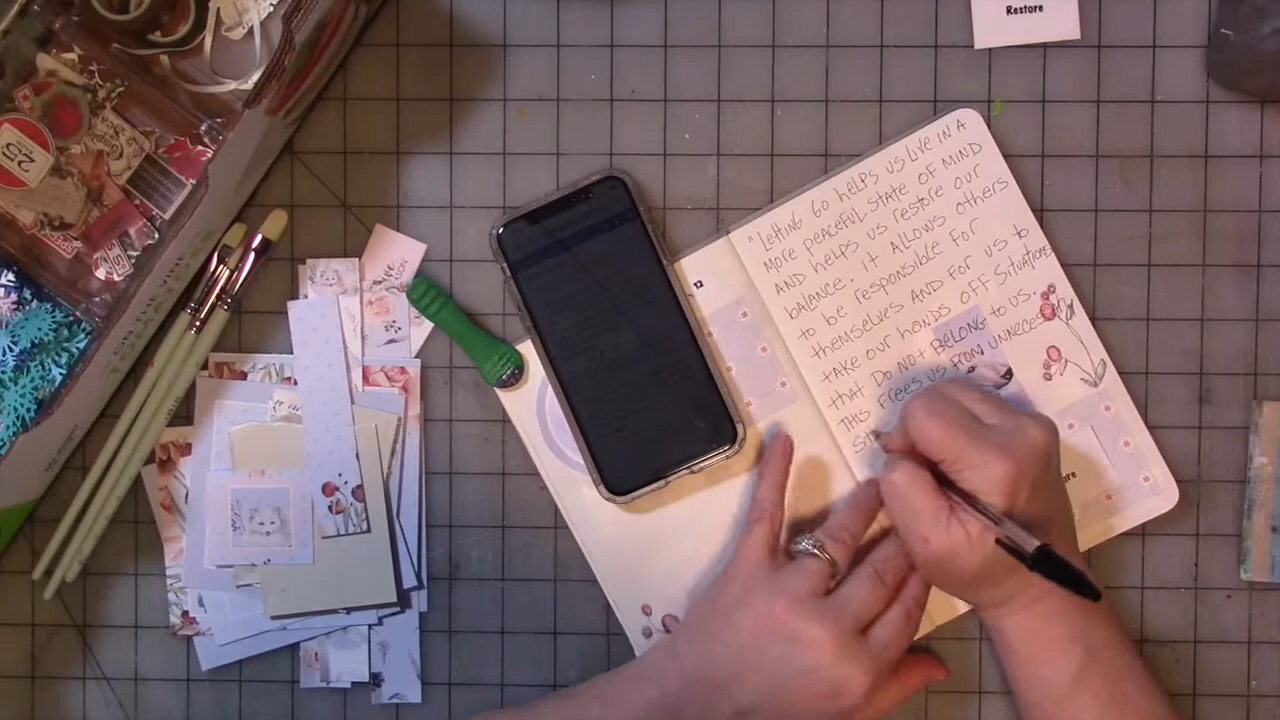 Restore
12
"Letting go helps us live in a
more peaceful state of mind
and helps us restore our
balance. It allows others
to be responsible for
themselves and for us to
take our hands off situations
that do not belong to us.
This frees us from unnecessary
25